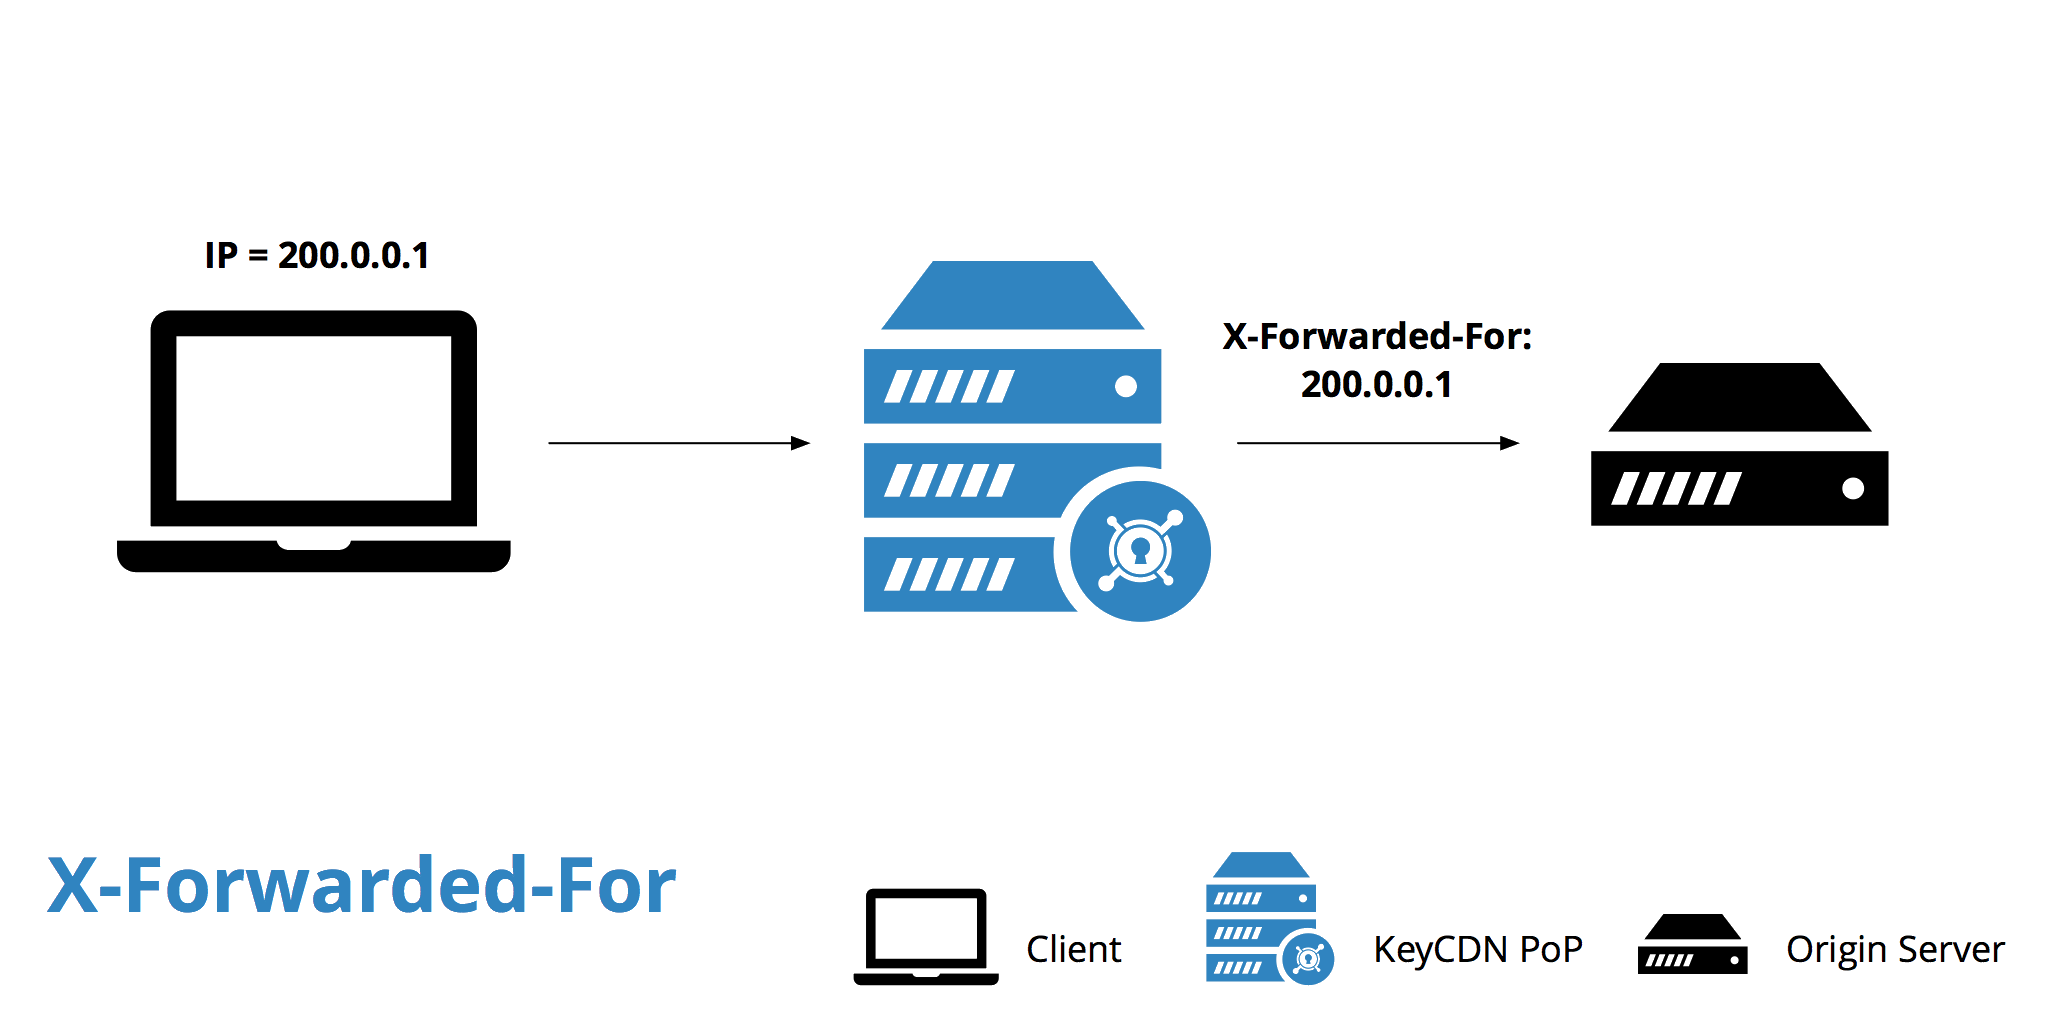 IP = 200.0.0.1
X-Forwarded-For:
200.0.0.1
X-Forwarded-For
Client
KeyCDN PoP
Origin Server